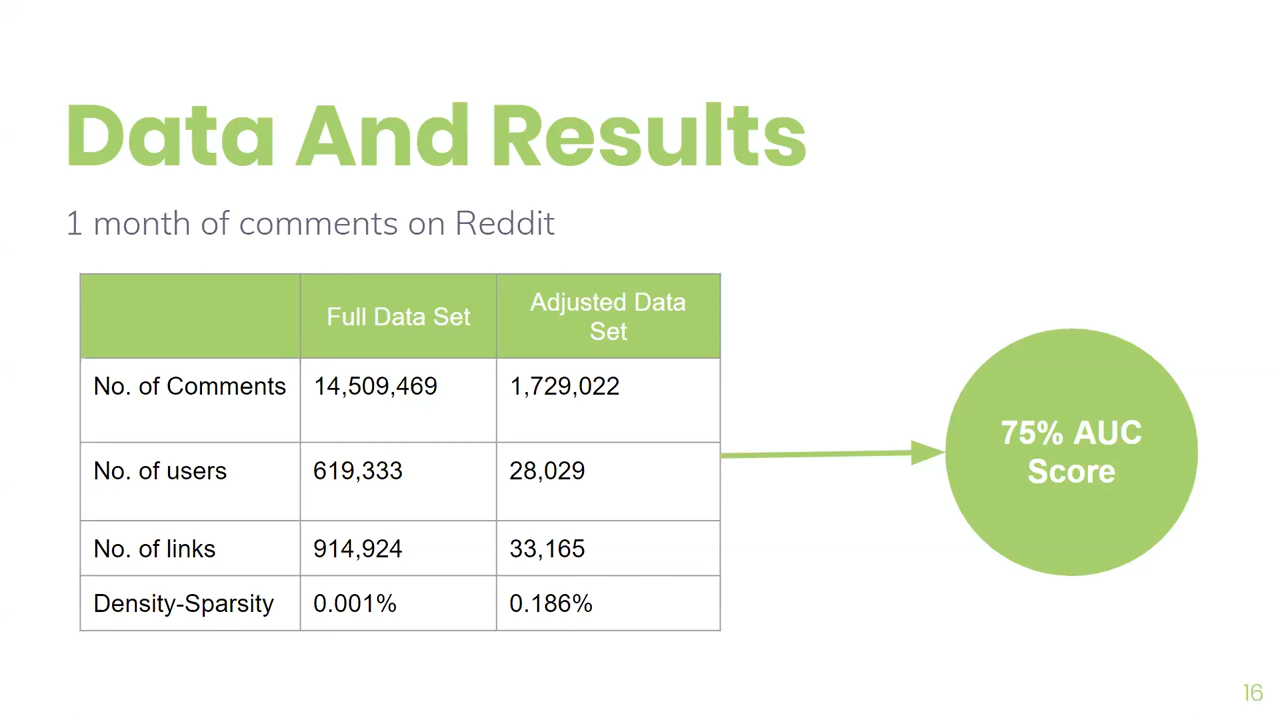 Data And Results
1 month of comments on Reddit
Full Data Set
Adjusted Data
Set
No. of Comments
14,509,469
1,729,022
No. of users
619,333
28,029
No. of links
914,924
33,165
Density-Sparsity
0.001%
0.186%
75% AUC
Score
16